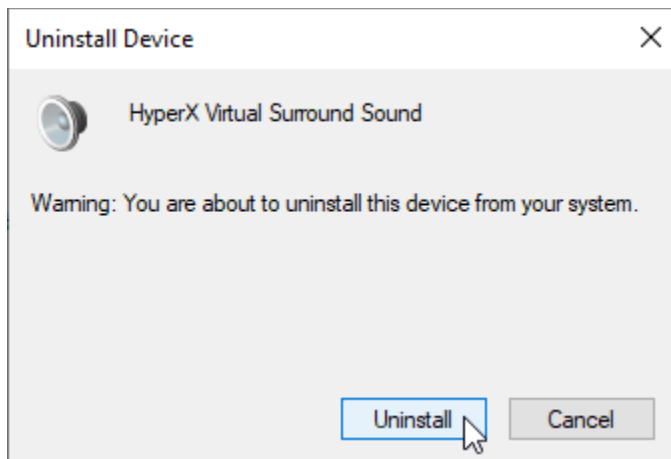 Uninstall Device
HyperX Virtual Surround Sound
Warning: You are about to uninstall this device from your system.
Uninstall
Cancel